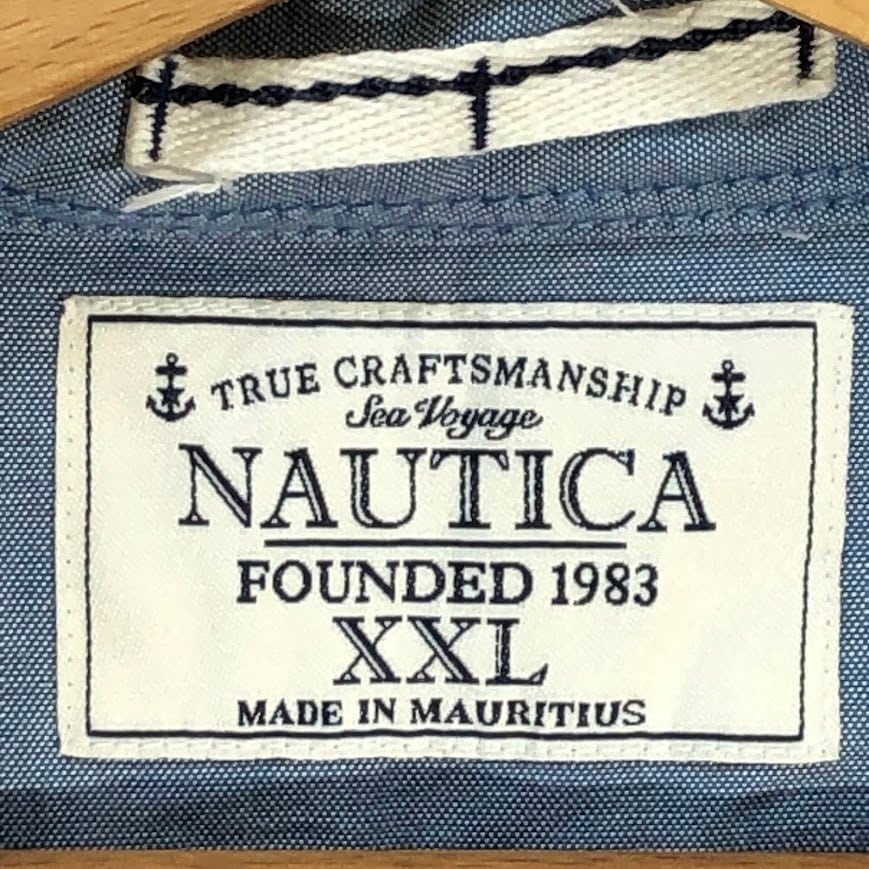 TRUE CRAFTSMANSHIP
Sea Voyage
NAUTICA
FOUNDED 1983
XXL
MADE IN MAURITIUS